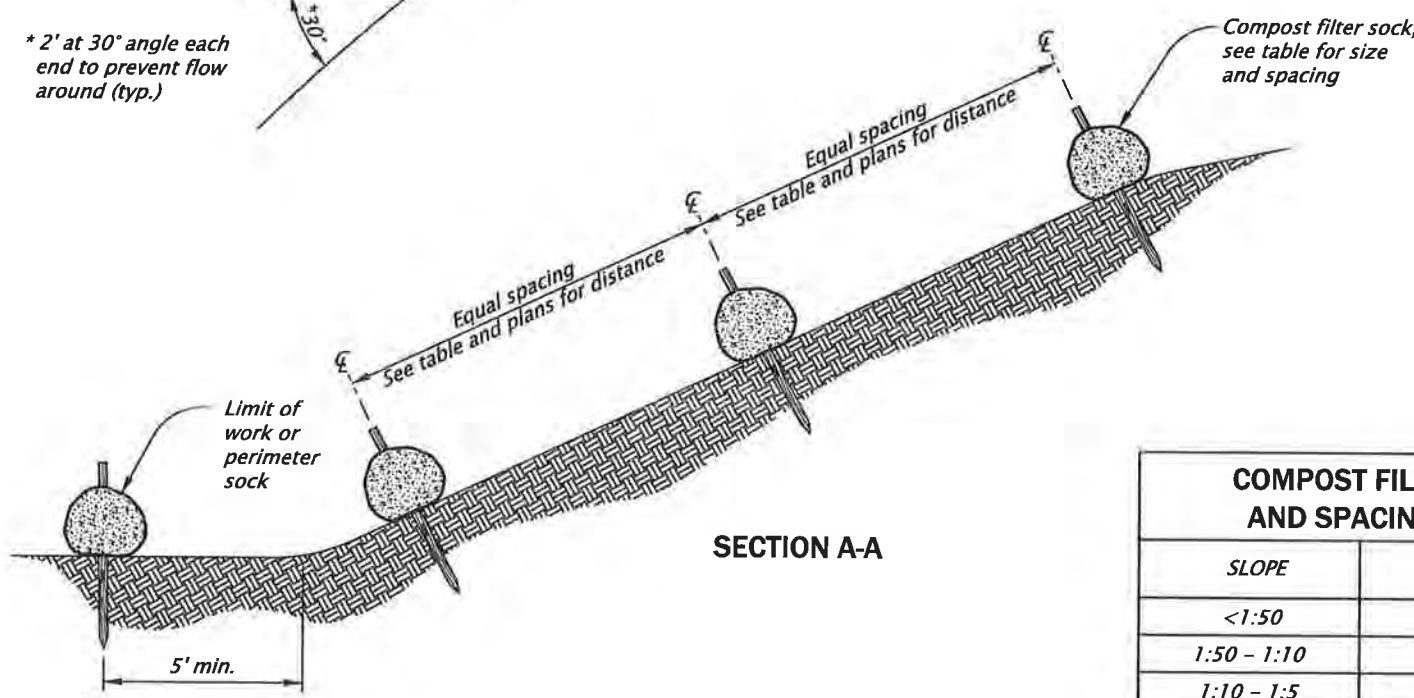 *30°
* 2' at 30° angle each
end to prevent flow
around (typ.)
Compost filter sock,
see table for size
and spacing
℄
Equal spacing
See table and plans for distance
℄
Equal spacing
See table and plans for distance
℄
Limit of
work or
perimeter
sock
SECTION A-A
5' min.
COMPOST FIL
AND SPACIN
SLOPE
<1:50
1:50 – 1:10
1:10 – 1:5